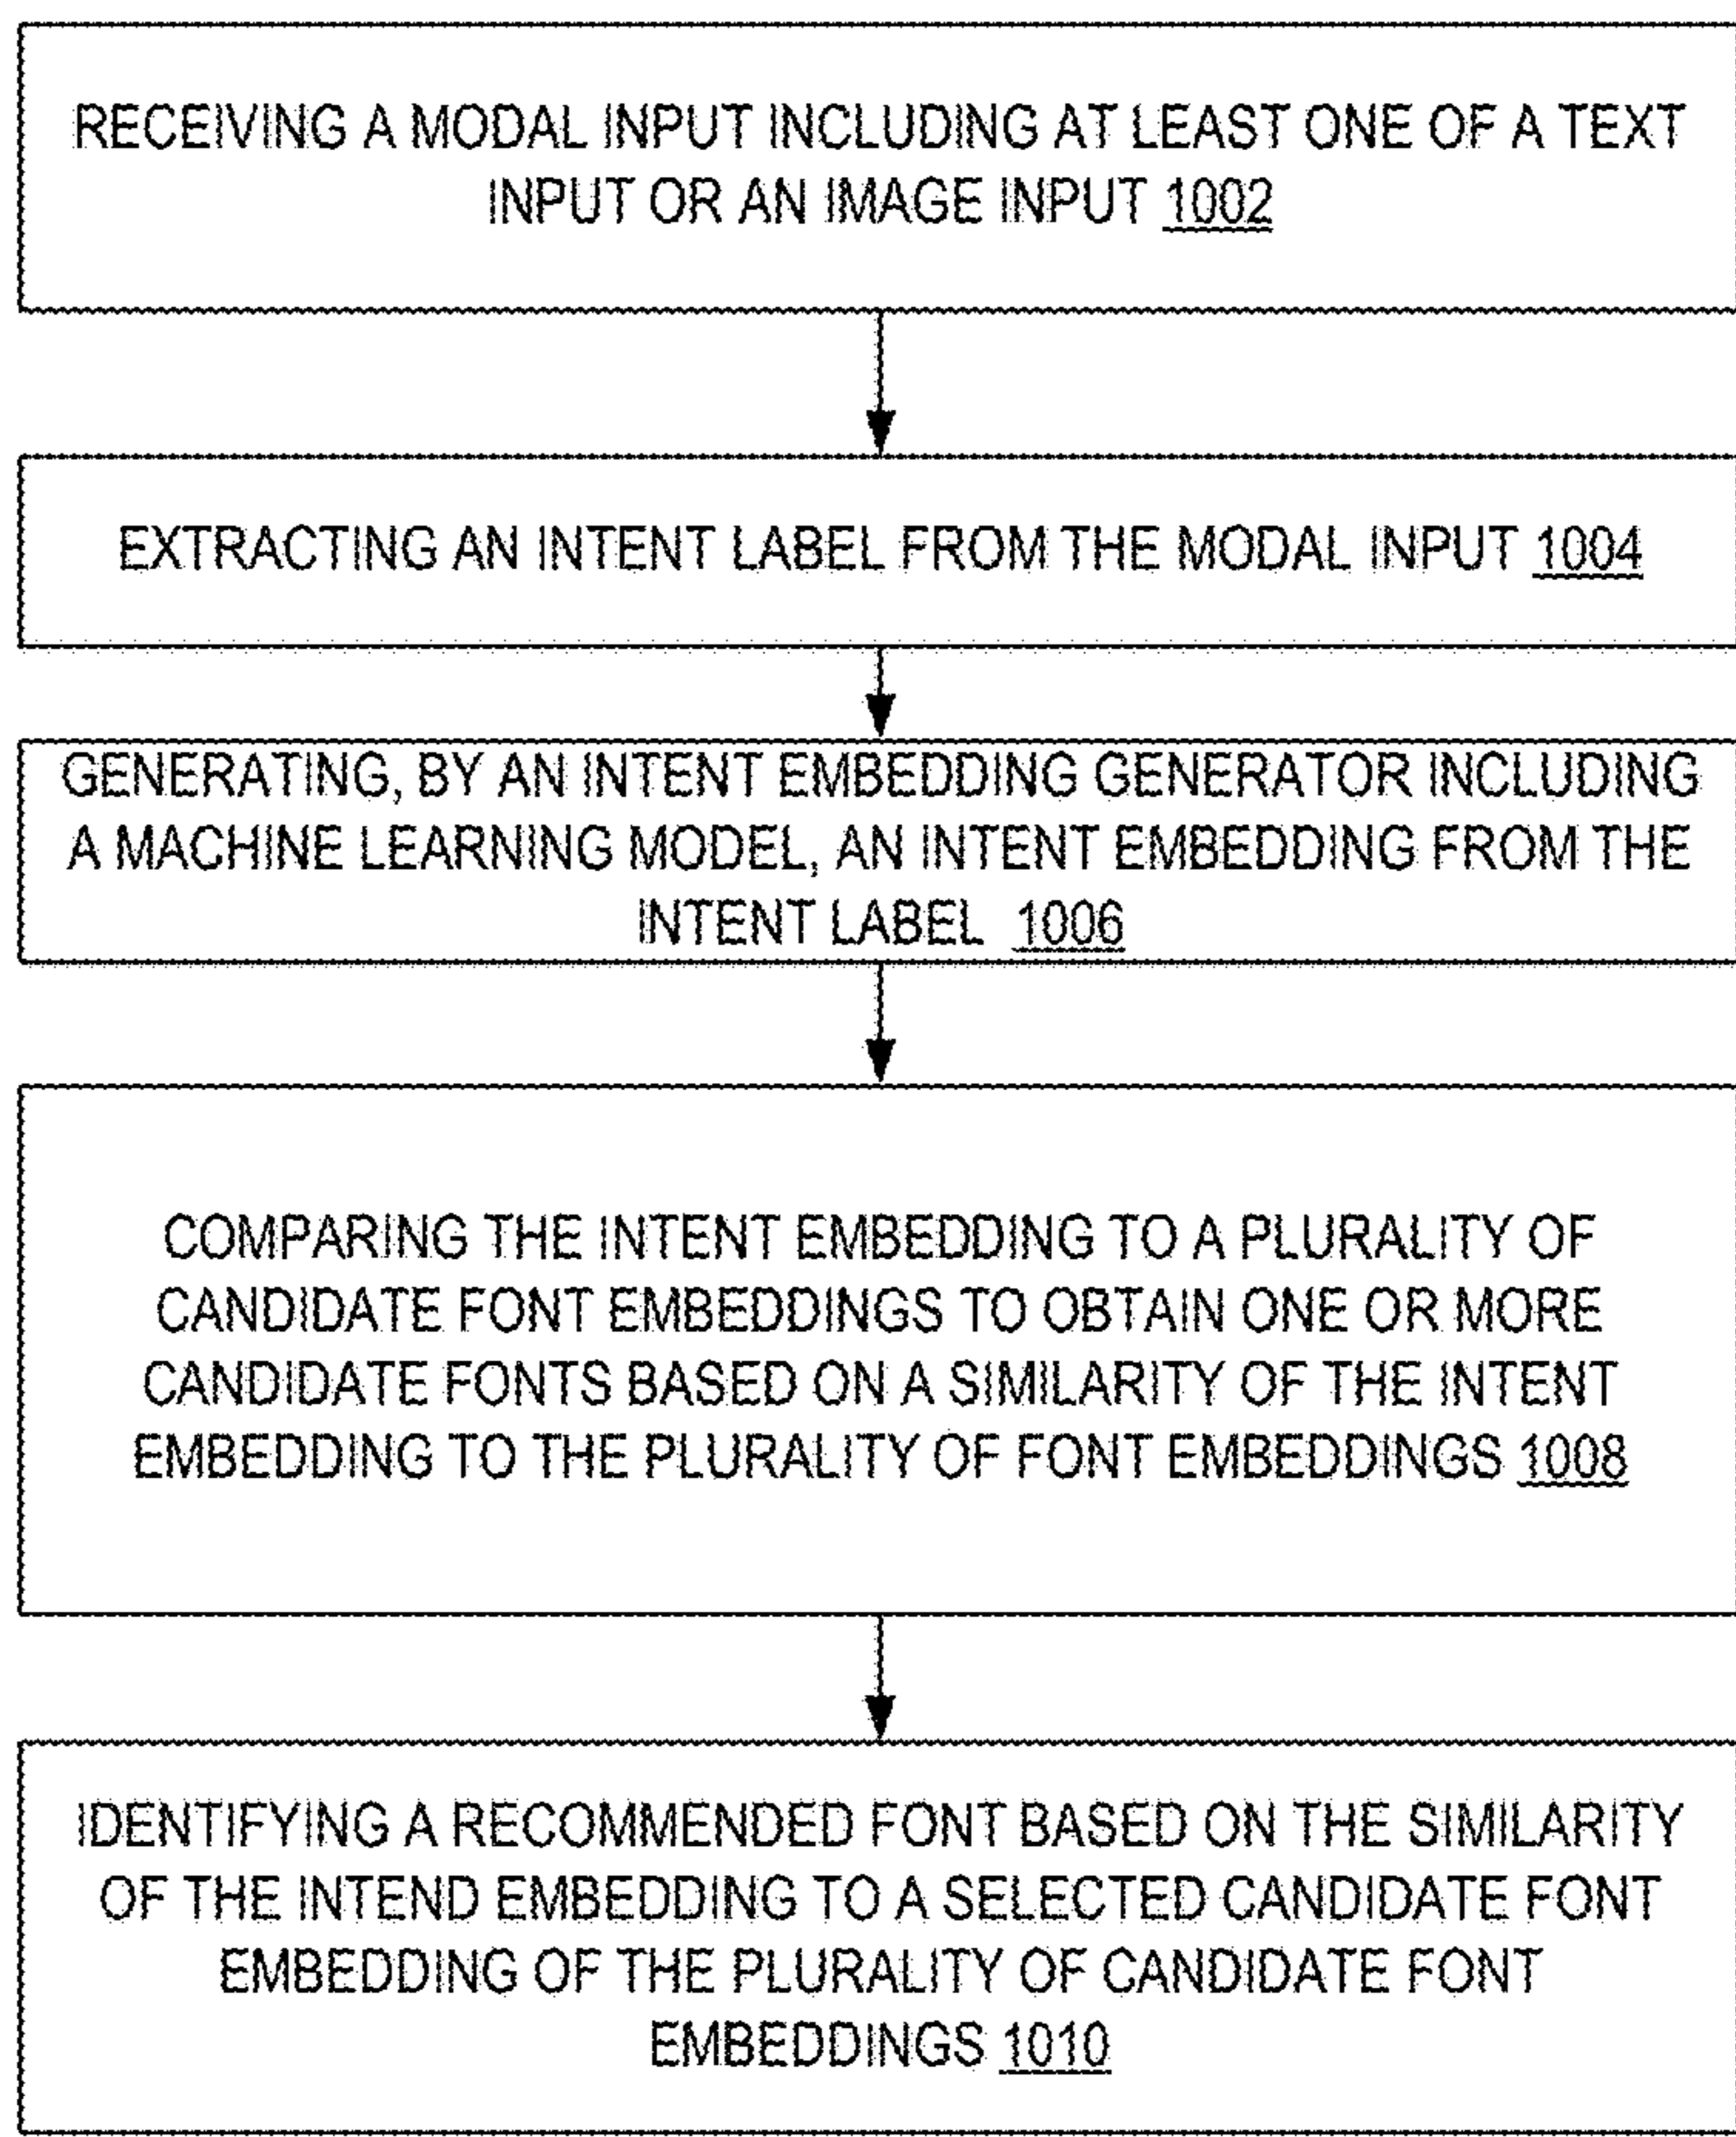 RECEIVING A MODAL INPUT INCLUDING AT LEAST ONE OF A TEXT
INPUT OR AN IMAGE INPUT 1002
EXTRACTING AN INTENT LABEL FROM THE MODAL INPUT 1004
GENERATING, BY AN INTENT EMBEDDING GENERATOR INCLUDING
A MACHINE LEARNING MODEL, AN INTENT EMBEDDING FROM THE
INTENT LABEL 1006
COMPARING THE INTENT EMBEDDING TO A PLURALITY OF
CANDIDATE FONT EMBEDDINGS TO OBTAIN ONE OR MORE
CANDIDATE FONTS BASED ON A SIMILARITY OF THE INTENT
EMBEDDING TO THE PLURALITY OF FONT EMBEDDINGS 1008
IDENTIFYING A RECOMMENDED FONT BASED ON THE SIMILARITY
OF THE INTEND EMBEDDING TO A SELECTED CANDIDATE FONT
EMBEDDING OF THE PLURALITY OF CANDIDATE FONT
EMBEDDINGS 1010